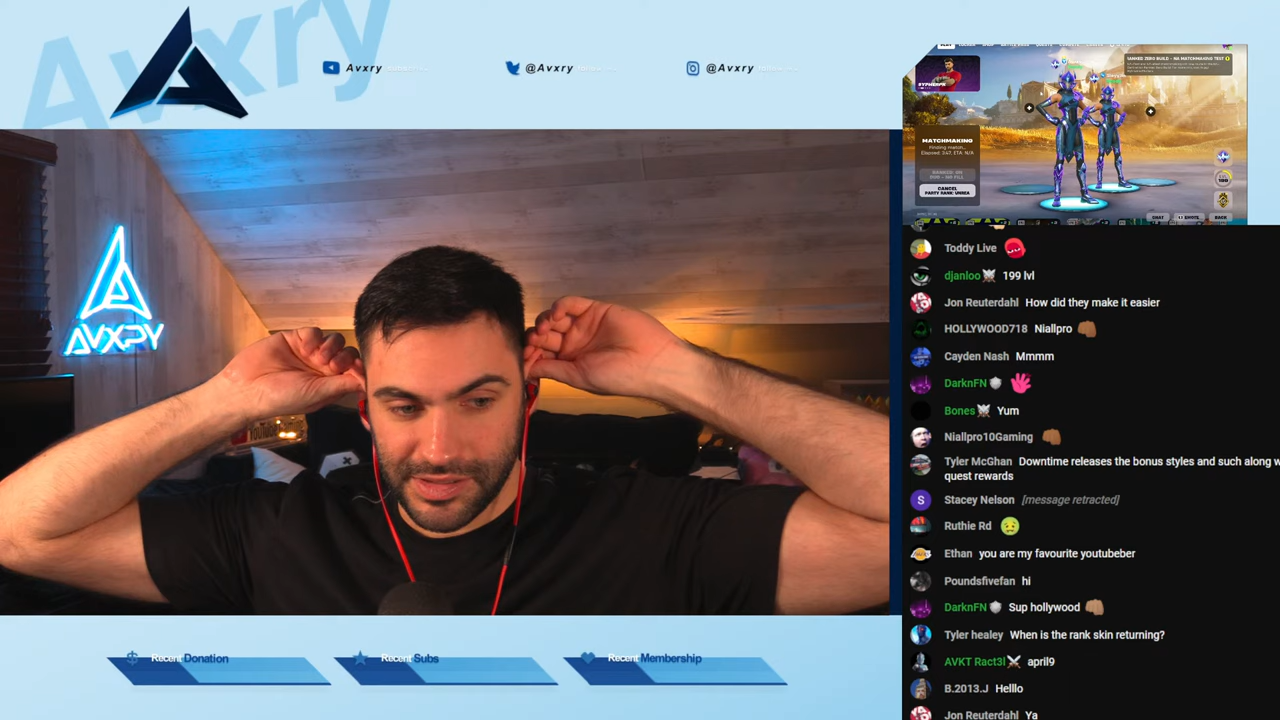 Avxry
Avxry
@Avxry
@Avxry
AVXPY
MATCHMAKING
Finding match...
CANCEL
Toddy Live
djanloo 199 lvl
Jon Reuterdahl How did they make it easier
HOLLYWOOD718 Niallpro
Cayden Nash Mmmm
DarknFN
Bones Yum
Niallpro10Gaming
Tyler McGhan Downtime releases the bonus styles and such along w
quest rewards
S Stacey Nelson [message retracted]
Ruthie Rd
Ethan you are my favourite youtubeber
Poundsfivefan hi
DarknFN Sup hollywood
Tyler healey When is the rank skin returning?
AVKT Ract3l april9
B.2013.J Helllo
Jon Reuterdahl Ya
Recent Donation
Recent Subs
Recent Membership